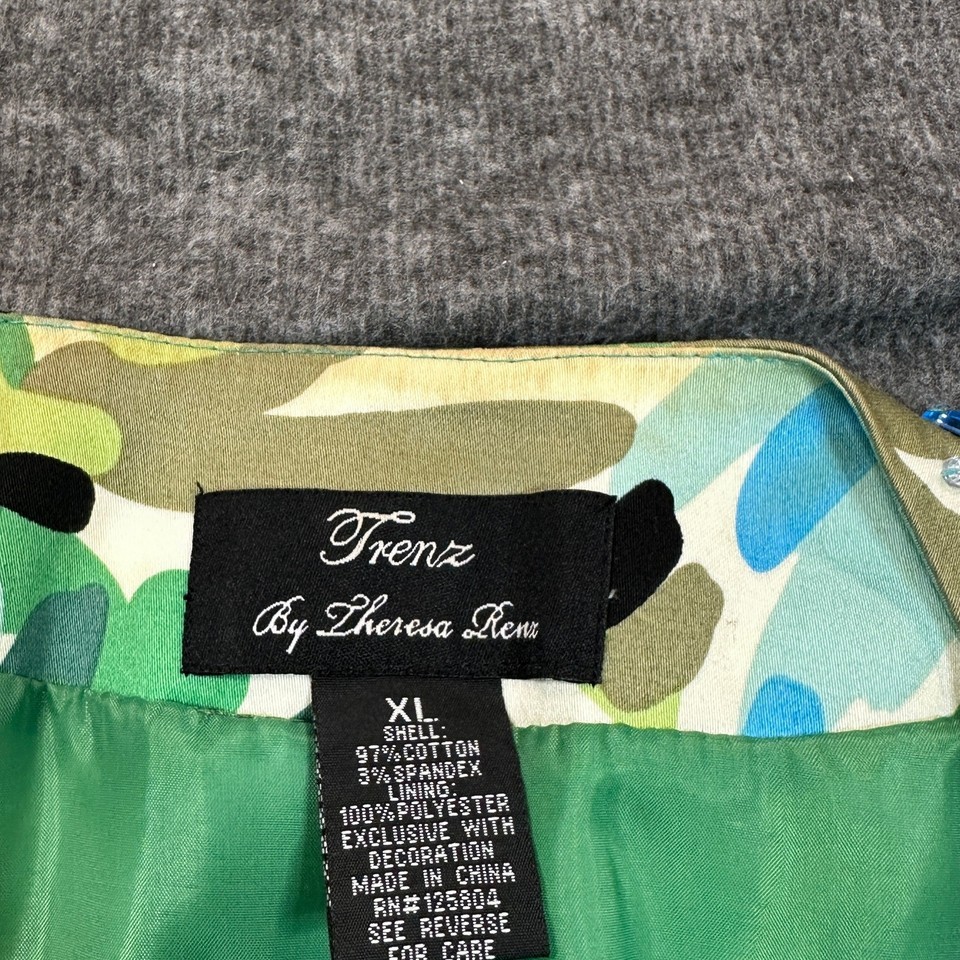 Trenz
By Theresa Renz
XL
SHELL:
97%COTTON
3%SPANDEX
LINING:
100%POLYESTER
EXCLUSIVE WITH
DECORATION
MADE IN CHINA
RN#125804
SEE REVERSE
FOR CARE